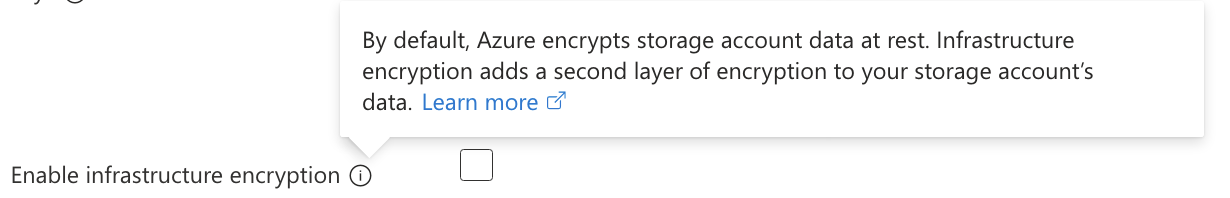 By default, Azure encrypts storage account data at rest. Infrastructure
encryption adds a second layer of encryption to your storage account’s
data. Learn more
Enable infrastructure encryption